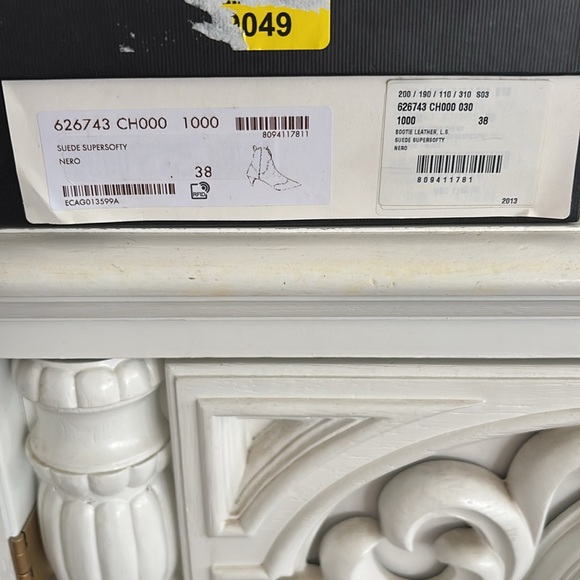 049
626743 CH000 1000
8094117811
SUEDE SUPERSOFTY
NERO
38
RFID
ECAG013599A
200 / 190 / 110 / 310 S03
626743 CH000 030
1000 38
BOOTIE LEATHER, L.S.
SUEDE SUPERSOFTY
NERO
809411781
2013